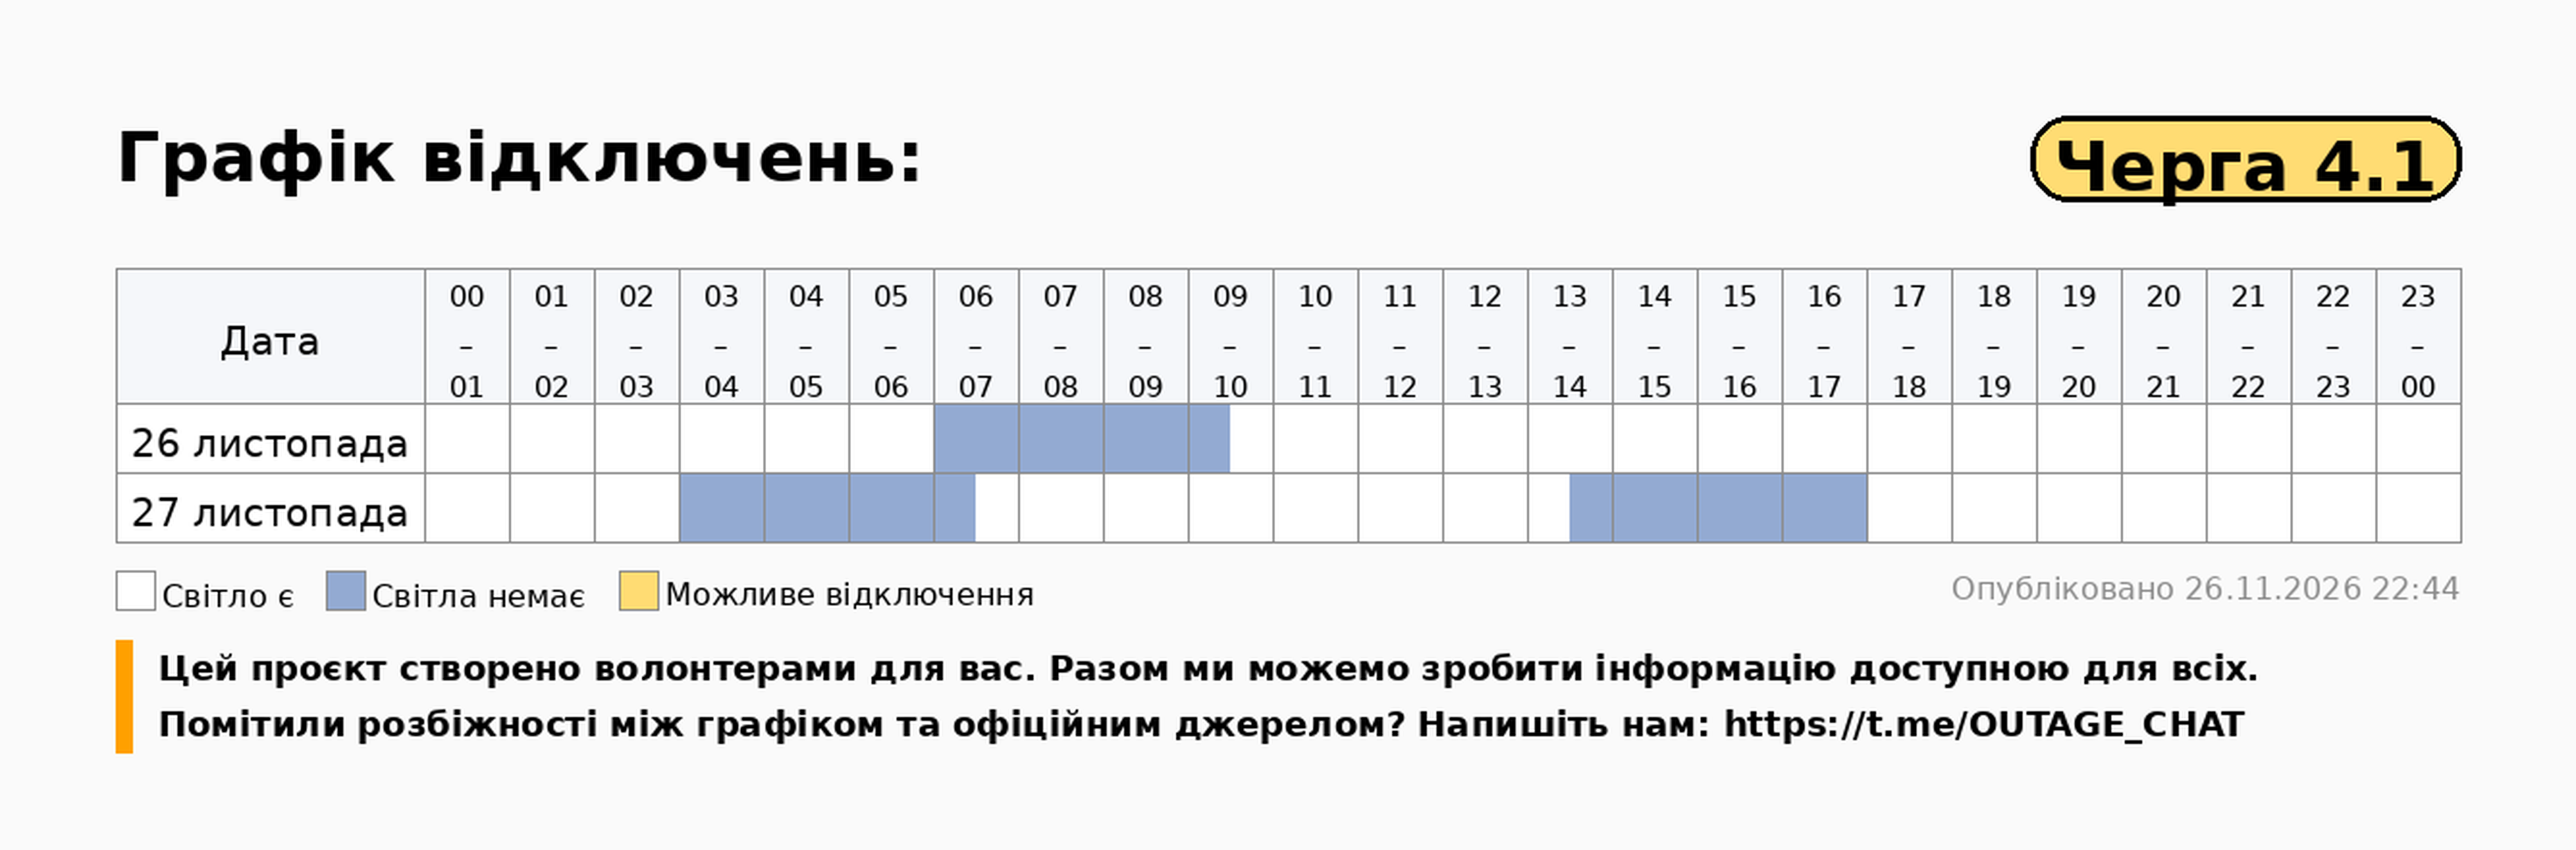 Графік відключень:
Черга 4.1
Дата 00 – 01 01 – 02 02 – 03 03 – 04 04 – 05 05 – 06 06 – 07 07 – 08 08 – 09 09 – 10 10 – 11 11 – 12 12 – 13 13 – 14 14 – 15 15 – 16 16 – 17 17 – 18 18 – 19 19 – 20 20 – 21 21 – 22 22 – 23 23 – 00
26 листопада
27 листопада
Світло є Світла немає Можливе відключення
Опубліковано 26.11.2026 22:44
Цей проєкт створено волонтерами для вас. Разом ми можемо зробити інформацію доступною для всіх.
Помітили розбіжності між графіком та офіційним джерелом? Напишіть нам: https://t.me/OUTAGE_CHAT